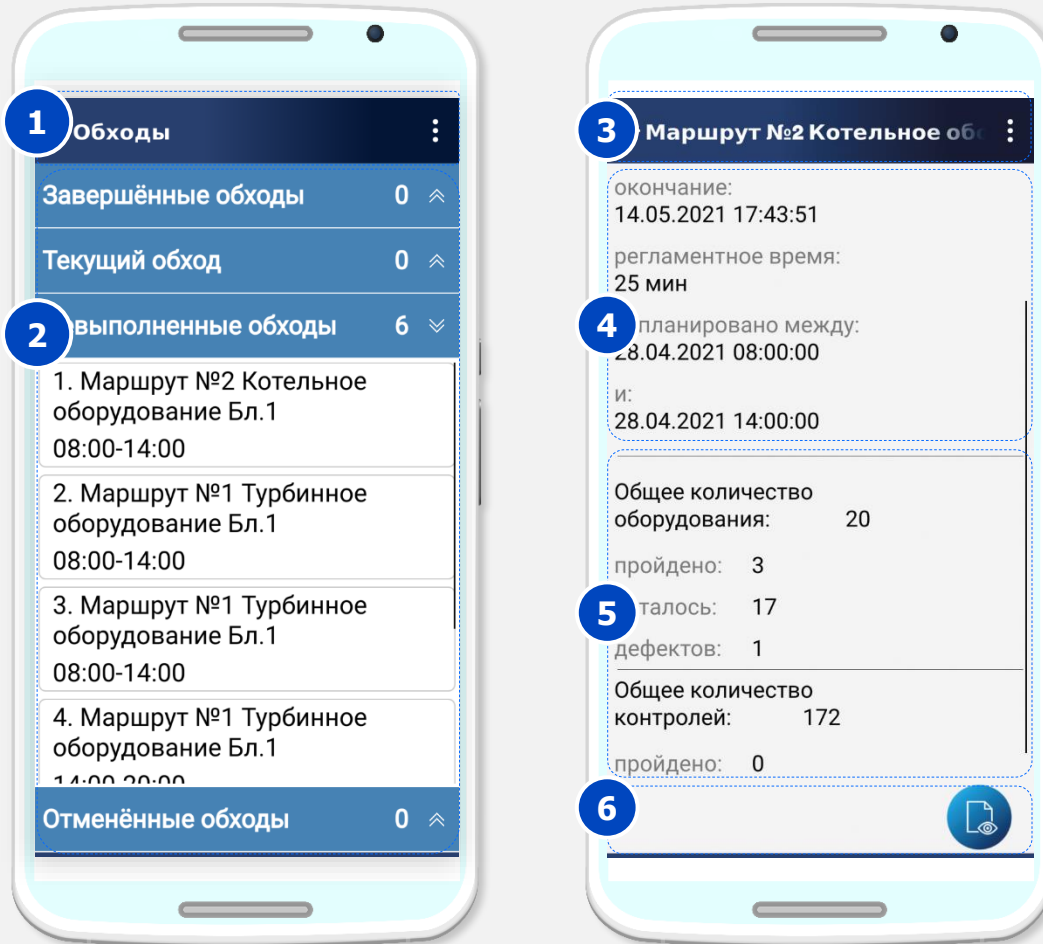 1
Обходы
Завершённые обходы 0
Текущий обход 0
2
выполненные обходы 6
1. Маршрут №2 Котельное
оборудование Бл.1
08:00-14:00
2. Маршрут №1 Турбинное
оборудование Бл.1
08:00-14:00
3. Маршрут №1 Турбинное
оборудование Бл.1
08:00-14:00
4. Маршрут №1 Турбинное
оборудование Бл.1
14:00-20:00
Отменённые обходы 0
3
Маршрут №2 Котельное об
окончание:
14.05.2021 17:43:51
регламентное время:
25 мин
4
планировано между:
28.04.2021 08:00:00
и:
28.04.2021 14:00:00
Общее количество
оборудования: 20
пройдено: 3
5
талось: 17
дефектов: 1
Общее количество
контролей: 172
пройдено: 0
6